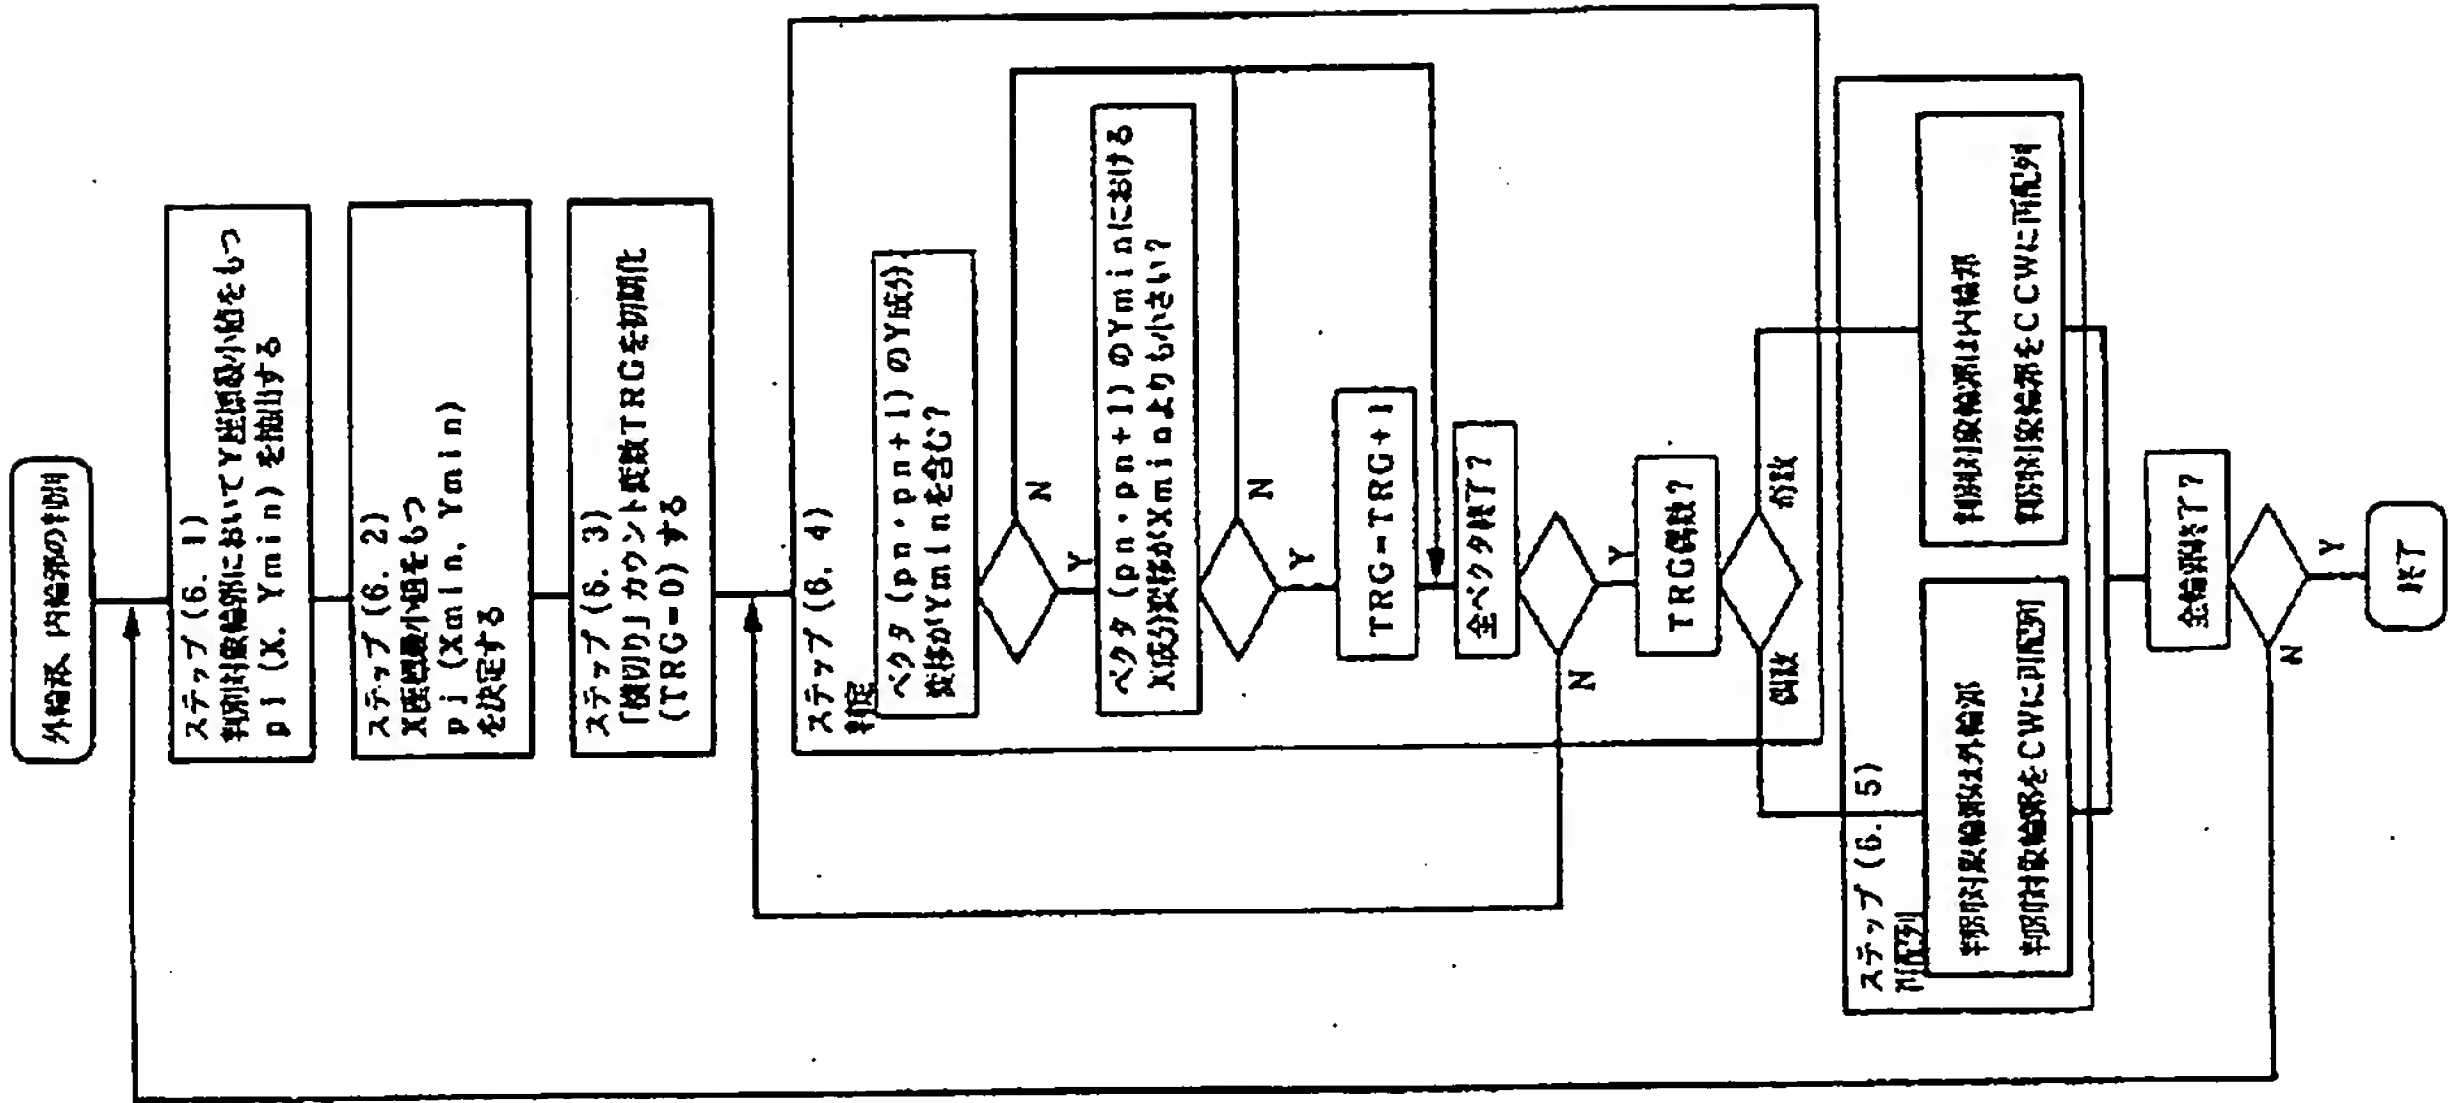 外輪郭、内輪郭の判別
ステップ (6. 1)
判別対象輪郭においてY座標最小値をもつ
pi (X. Ymin) を抽出する
ステップ (6. 2)
X座標最小値をもつ
pj (Xmin, Ymin)
を決定する
ステップ (6. 3)
「横切り」カウント変数TRGを初期化
(TRG=0) する
ステップ (6. 4)
判定
ベクタ (pn・pn+1) のY成分
変移がYminを含む?
N
Y
ベクタ (pn・pn+1) のYminにおける
X成分変移がXminよりも小さい?
N
Y
TRG=TRG+1
全ベクタ終了?
N
Y
TRG偶数?
偶数
奇数
ステップ (6. 5)
再配列
判別対象輪郭は外輪郭
判別対象輪郭をCWに再配列
判別対象輪郭は内輪郭
判別対象輪郭をCCWに再配列
全輪郭終了?
N
Y
終了